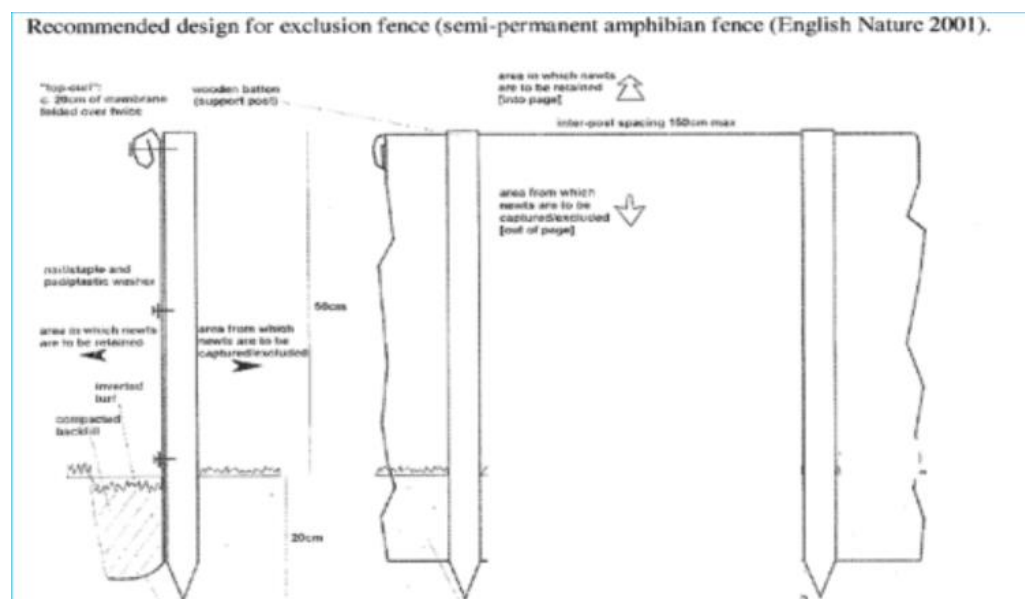 Recommended design for exclusion fence (semi-permanent amphibian fence (English Nature 2001).
"top-curl":
c. 20cm of membrane
folded over twice
wooden batton
(support post)
area in which newts
are to be retained
[into page]
inter-post spacing 150cm max
area from which
newts are to be
captured/excluded
[out of page]
nail/staple and
pad/plastic washer
50cm
area in which newts
are to be retained
area from which
newts are to be
captured/excluded
inverted
turf
compacted
backfill
20cm